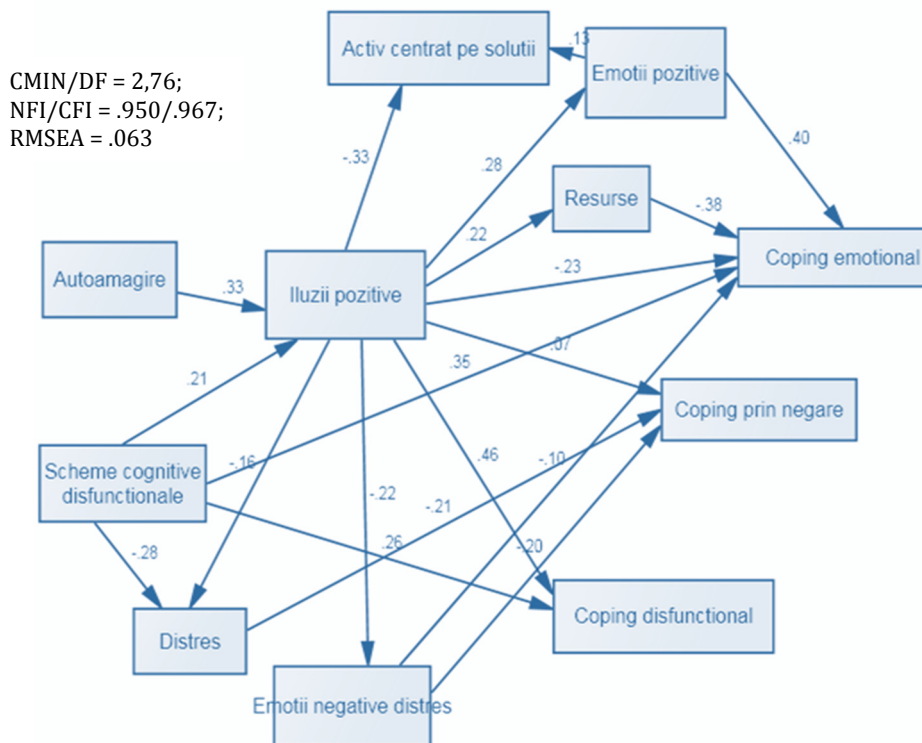 Activ centrat pe solutii
.13
Emotii pozitive
CMIN/DF = 2,76;
NFI/CFI = .950/.967;
RMSEA = .063
-.33
.28
.40
Resurse
-.38
.22
Autoamagire
.33
Iluzii pozitive
-.23
Coping emotional
.07
.35
.21
Coping prin negare
Scheme cognitive
disfunctionale
-.16
.46
-.10
-.22
-.21
-.28
.26
-.20
Distres
Coping disfunctional
Emotii negative distres